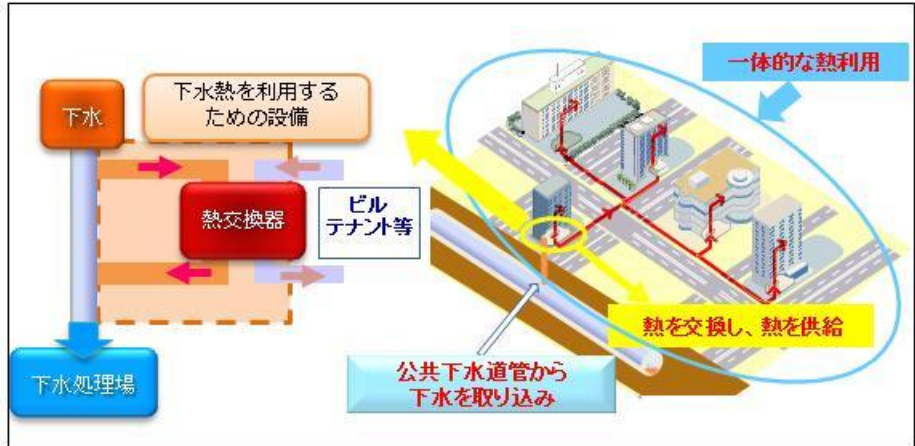 下水
下水熱を利用する
ための設備
熱交換器
ビル
テナント等
下水処理場
一体的な熱利用
熱を交換し、熱を供給
公共下水道管から
下水を取り込み